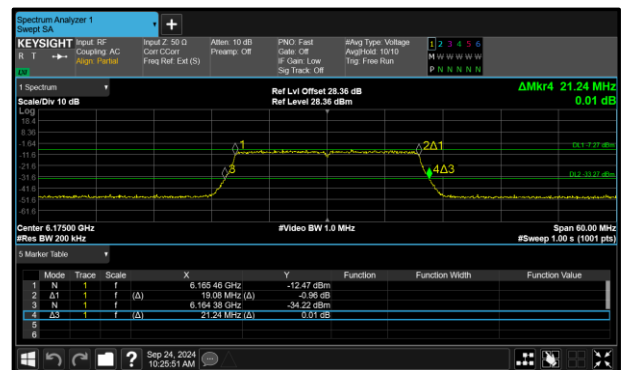 Spectrum Analyzer 1
Swept SA
+
KEYSIGHT Input: RF Input Z: 50 Ω Atten: 10 dB PNO: Fast #Avg Type: Voltage 1 2 3 4 5 6
R T Coupling: AC Corr CCorr Preamp: Off Gate: Off Avg|Hold: 10/10 M W W W W W
Align: Partial Freq Ref: Ext (S) IF Gain: Low Trig: Free Run
Sig Track: Off P N N N N N
LXI
1 Spectrum
Scale/Div 10 dB
Ref Lvl Offset 28.36 dB
Ref Level 28.36 dBm
ΔMkr4 21.24 MHz
0.01 dB
Log
18.4
8.36
-1.64
-11.6
-21.6
-31.6
-41.6
-51.6
-61.6
1
2Δ1
3
4Δ3
DL1 -7.27 dBm
DL2 -33.27 dBm
Center 6.17500 GHz #Video BW 1.0 MHz Span 60.00 MHz
#Res BW 200 kHz #Sweep 1.00 s (1001 pts)
5 Marker Table
Mode Trace Scale X Y Function Function Width Function Value
1 N 1 f 6.165 46 GHz -12.47 dBm
2 Δ1 1 f (Δ) 19.08 MHz (Δ) -0.96 dB
3 N 1 f 6.164 38 GHz -34.22 dBm
4 Δ3 1 f (Δ) 21.24 MHz (Δ) 0.01 dB
5
6
? Sep 24, 2024
10:25:51 AM